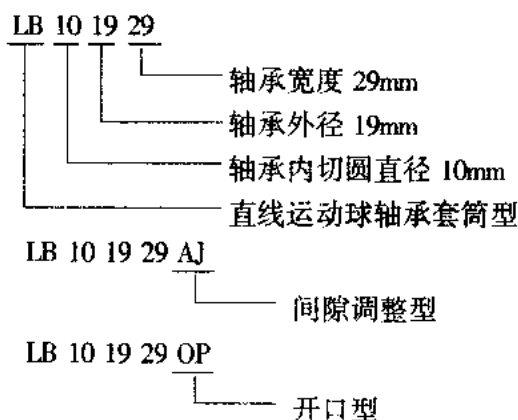 LB 10 19 29
轴承宽度 29mm
轴承外径 19mm
轴承内切圆直径 10mm
直线运动球轴承套筒型
LB 10 19 29 AJ
间隙调整型
LB 10 19 29 OP
开口型